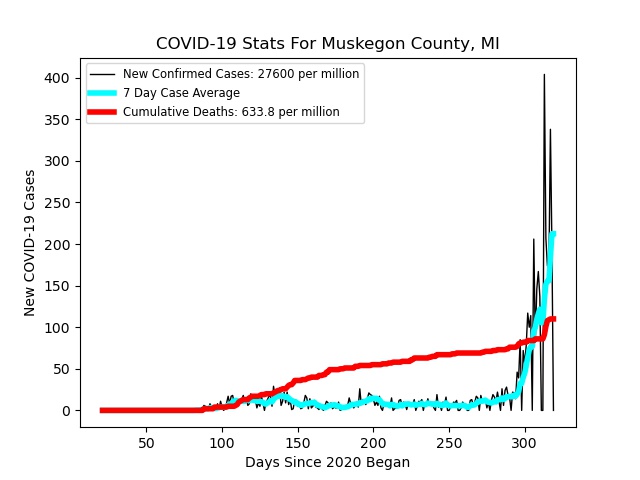 COVID-19 Stats For Muskegon County, MI
New Confirmed Cases: 27600 per million
7 Day Case Average
Cumulative Deaths: 633.8 per million
New COVID-19 Cases
400
350
300
250
200
150
100
50
0
50
100
150
200
250
300
Days Since 2020 Began